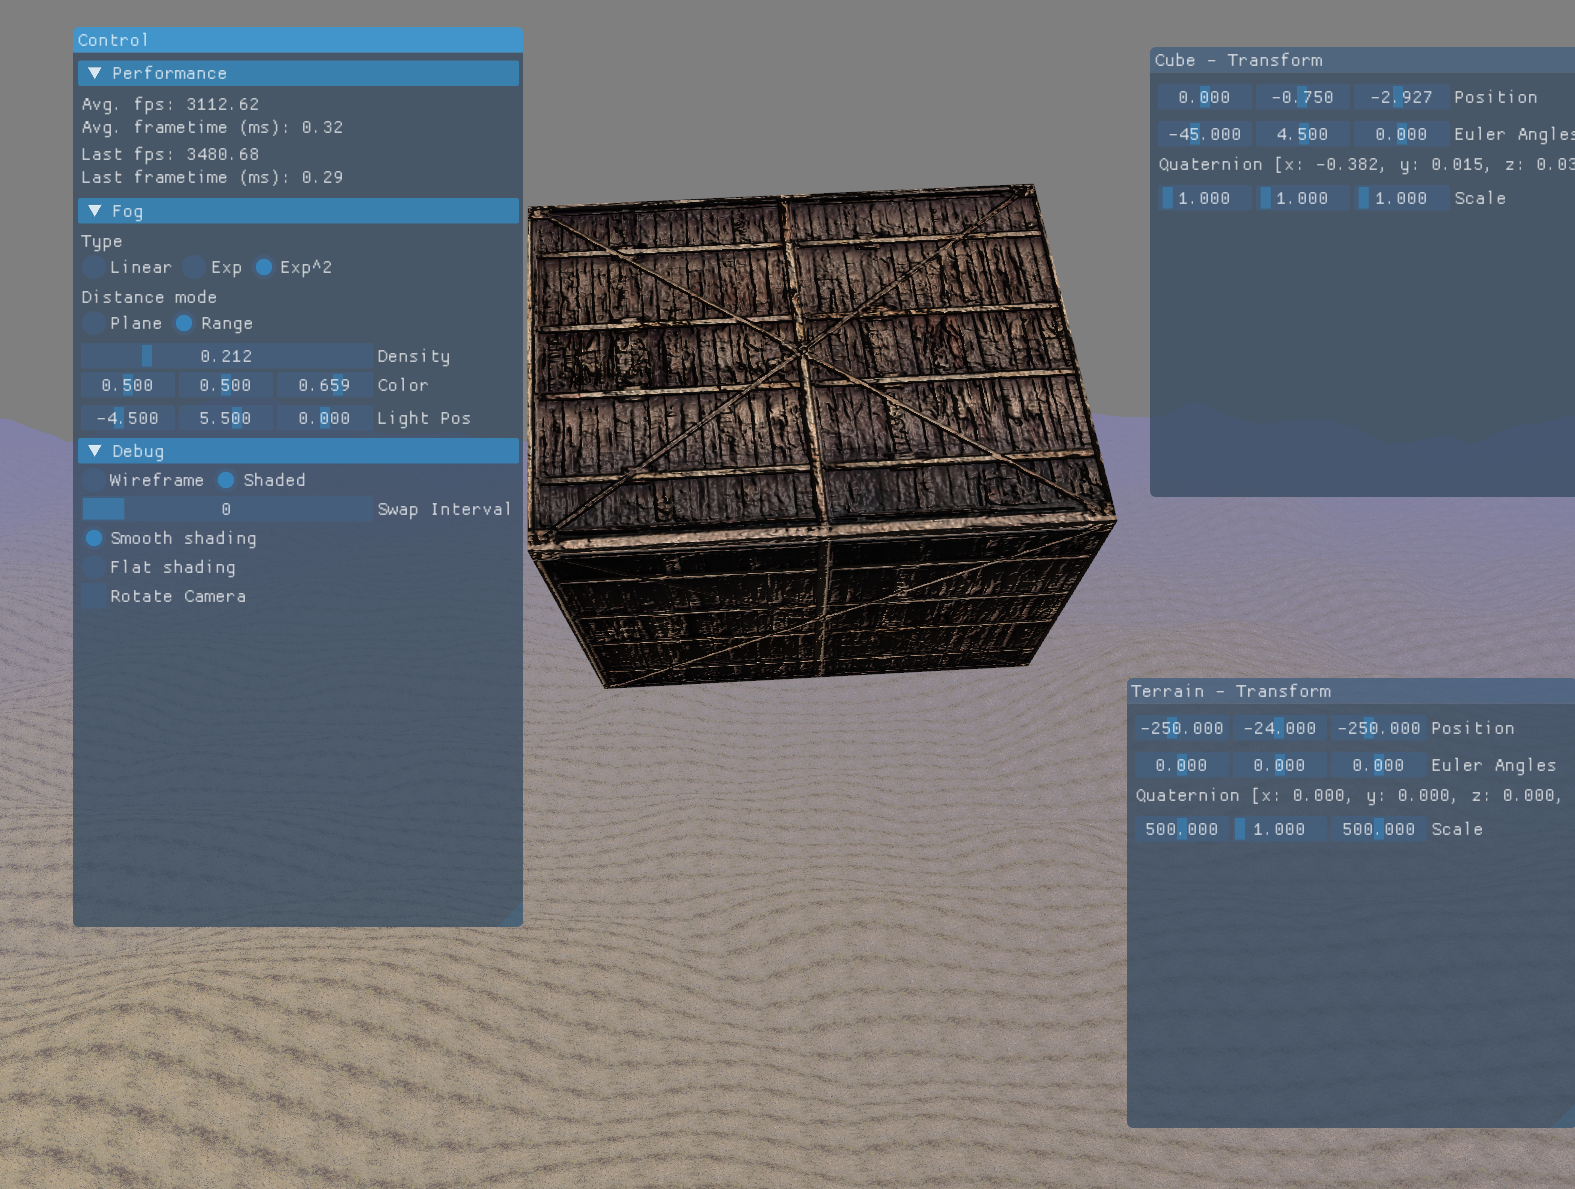 Control
Performance
Avg. fps: 3112.62
Avg. frametime (ms): 0.32
Last fps: 3480.68
Last frametime (ms): 0.29
Fog
Type
Linear Exp Exp^2
Distance mode
Plane Range
0.212 Density
0.500 0.500 0.659 Color
-4.500 5.500 0.000 Light Pos
Debug
Wireframe Shaded
0 Swap Interval
Smooth shading
Flat shading
Rotate Camera
Cube - Transform
0.000 -0.750 -2.927 Position
-45.000 4.500 0.000 Euler Angles
Quaternion [x: -0.382, y: 0.015, z: 0.03
1.000 1.000 1.000 Scale
Terrain - Transform
-250.000 -24.000 -250.000 Position
0.000 0.000 0.000 Euler Angles
Quaternion [x: 0.000, y: 0.000, z: 0.000,
500.000 1.000 500.000 Scale